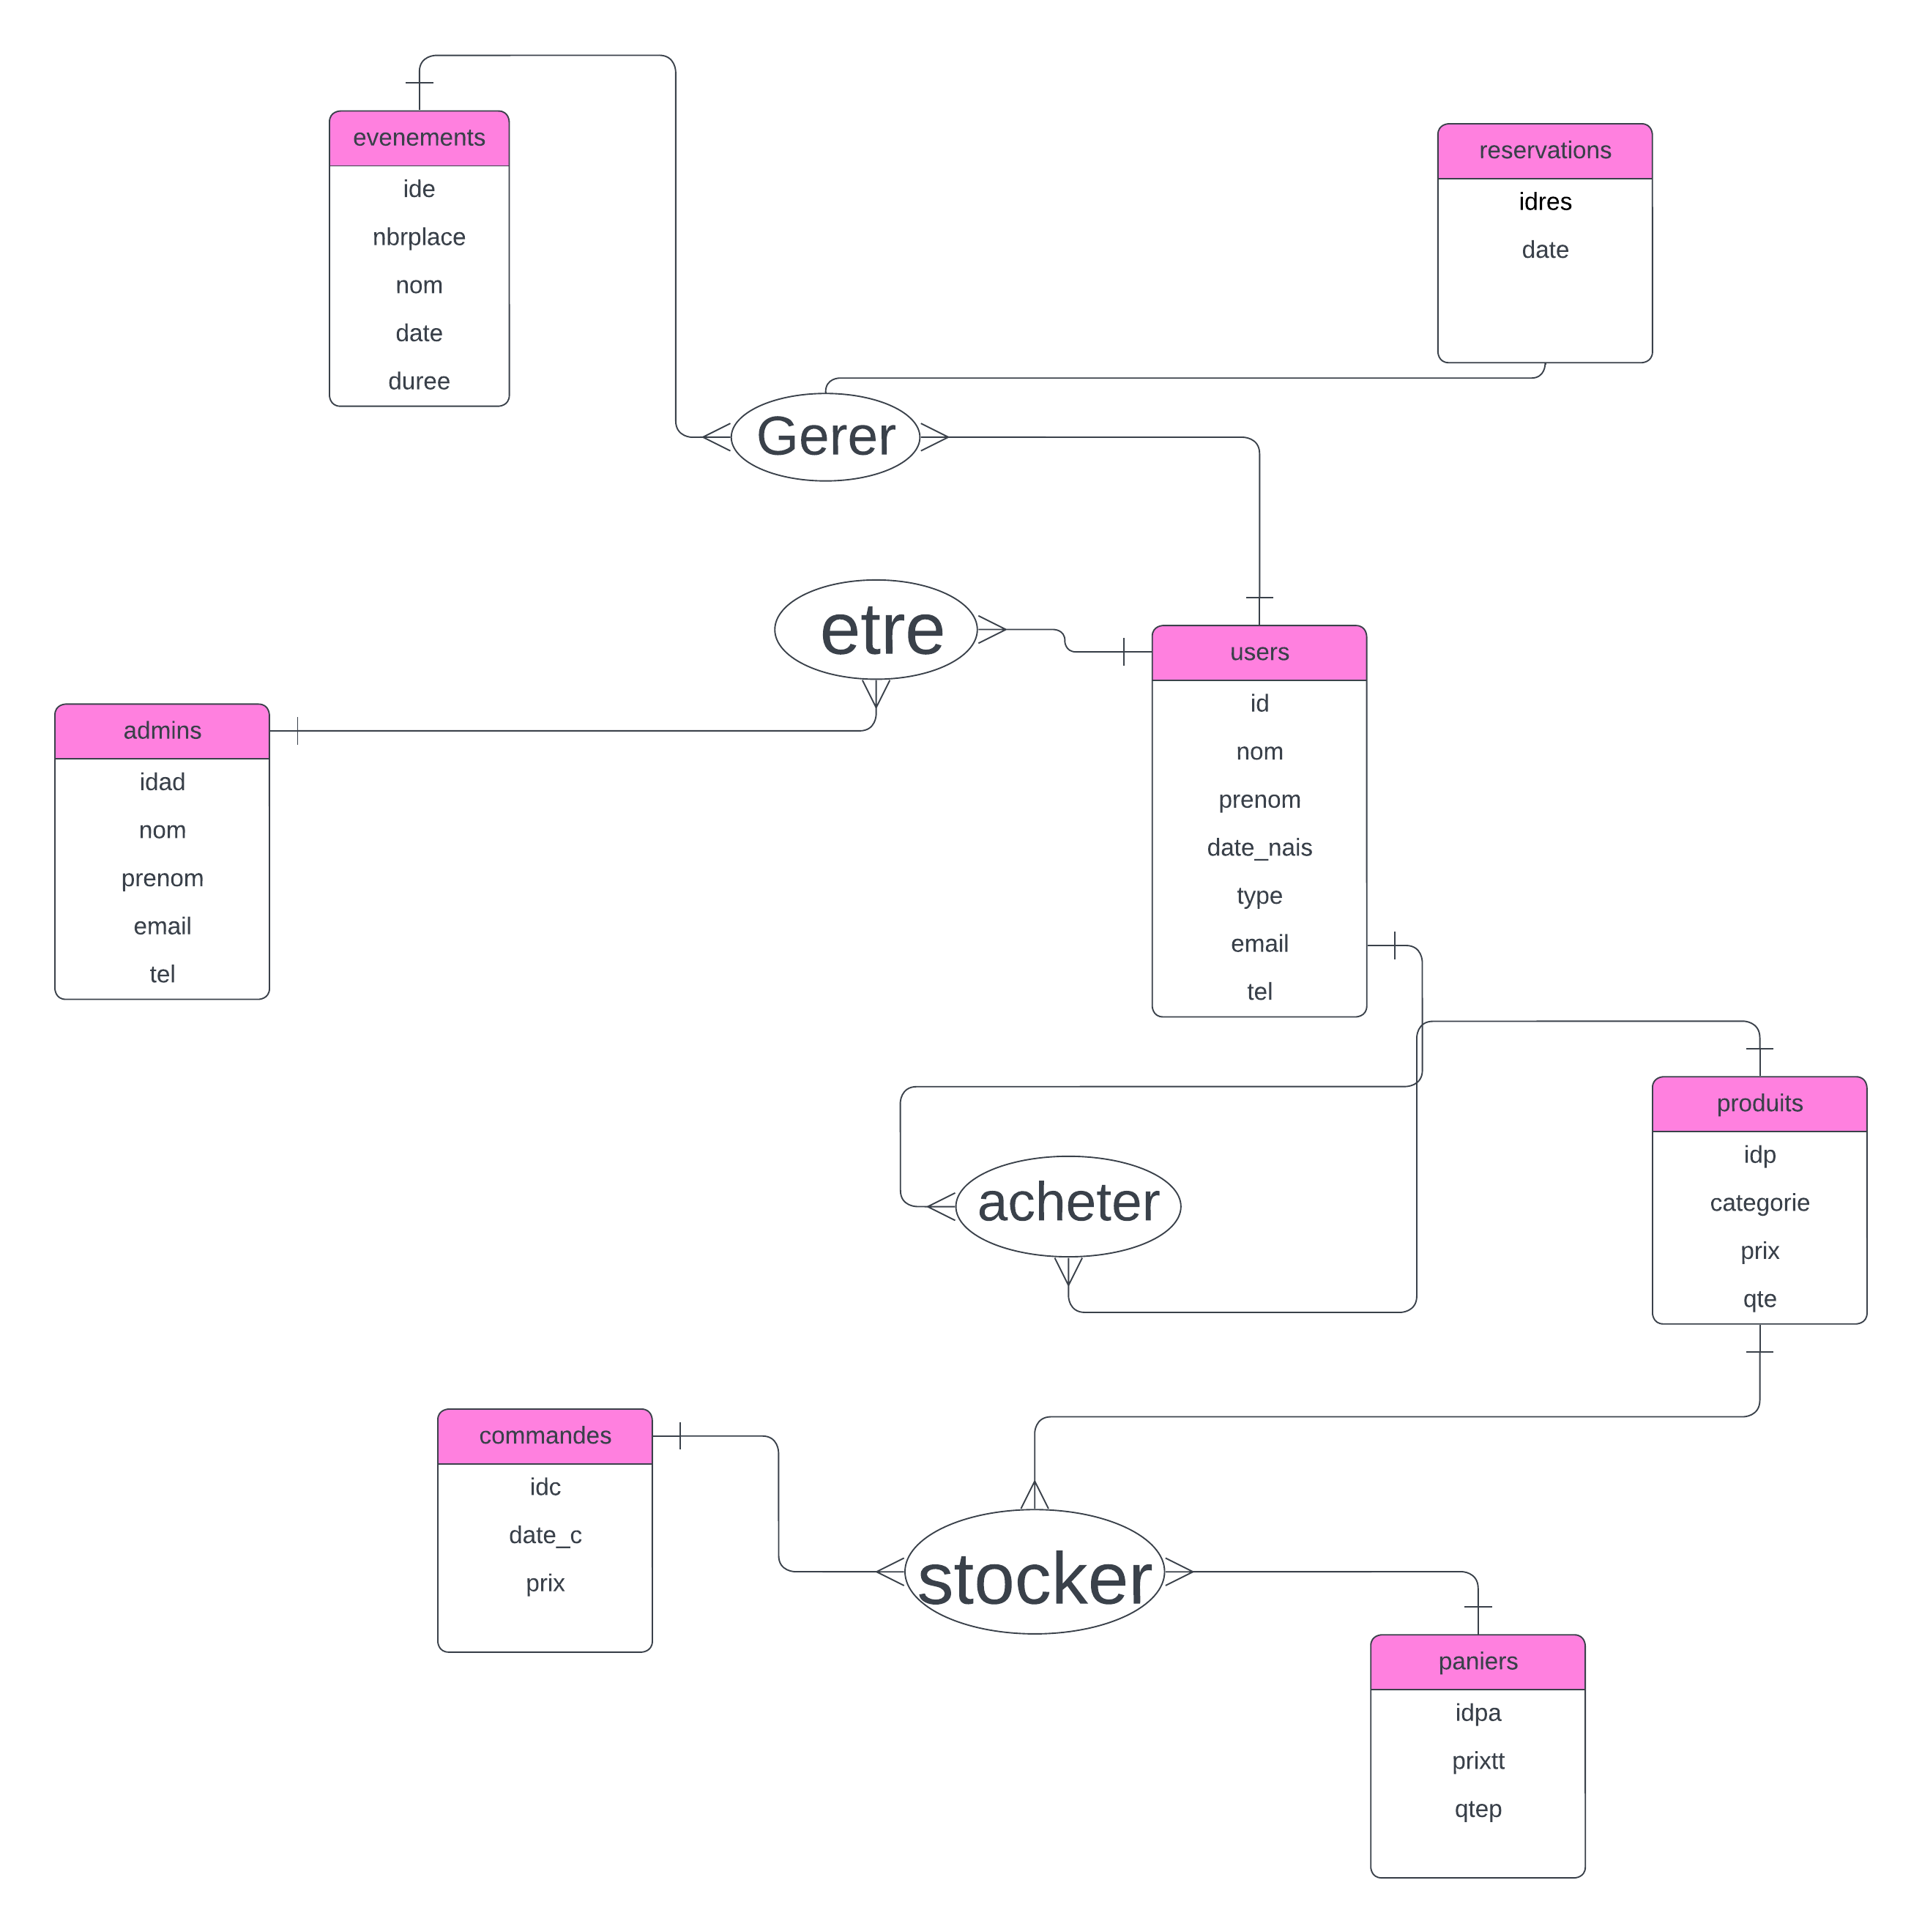 evenements
ide
nbrplace
nom
date
duree
reservations
idres
date
Gerer
etre
users
id
nom
prenom
date_nais
type
email
tel
admins
idad
nom
prenom
email
tel
produits
idp
categorie
prix
qte
acheter
commandes
idc
date_c
prix
stocker
paniers
idpa
prixtt
qtep